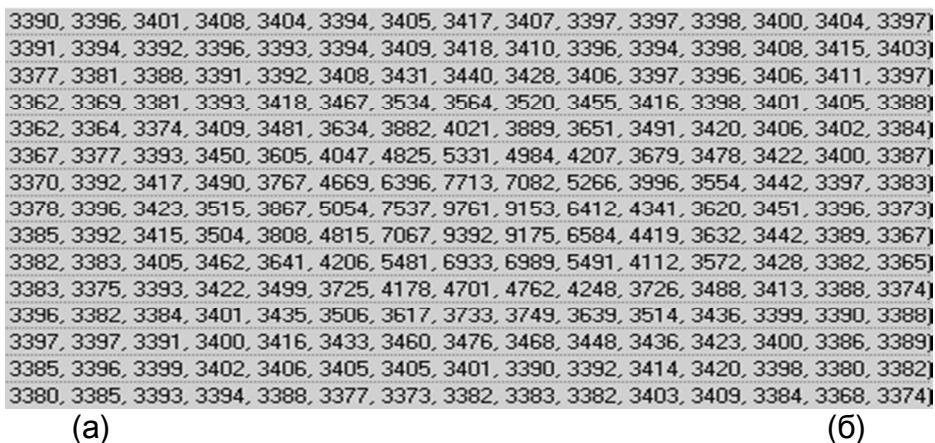 3390, 3396, 3401, 3408, 3404, 3394, 3405, 3417, 3407, 3397, 3397, 3398, 3400, 3404, 3397)
3391, 3394, 3392, 3396, 3393, 3394, 3409, 3418, 3410, 3396, 3394, 3398, 3408, 3415, 3403)
3377, 3381, 3388, 3391, 3392, 3408, 3431, 3440, 3428, 3406, 3397, 3396, 3406, 3411, 3397)
3362, 3369, 3381, 3393, 3418, 3467, 3534, 3564, 3520, 3455, 3416, 3398, 3401, 3405, 3388)
3362, 3364, 3374, 3409, 3481, 3634, 3882, 4021, 3889, 3651, 3491, 3420, 3406, 3402, 3384)
3367, 3377, 3393, 3450, 3605, 4047, 4825, 5331, 4984, 4207, 3679, 3478, 3422, 3400, 3387)
3370, 3392, 3417, 3490, 3767, 4669, 6396, 7713, 7082, 5266, 3996, 3554, 3442, 3397, 3383)
3378, 3396, 3423, 3515, 3867, 5054, 7537, 9761, 9153, 6412, 4341, 3620, 3451, 3396, 3373)
3385, 3392, 3415, 3504, 3808, 4815, 7067, 9392, 9175, 6584, 4419, 3632, 3442, 3389, 3367)
3382, 3383, 3405, 3462, 3641, 4206, 5481, 6933, 6989, 5491, 4112, 3572, 3428, 3382, 3365)
3383, 3375, 3393, 3422, 3499, 3725, 4178, 4701, 4762, 4248, 3726, 3488, 3413, 3388, 3374)
3396, 3382, 3384, 3401, 3435, 3506, 3617, 3733, 3749, 3639, 3514, 3436, 3399, 3390, 3388)
3397, 3397, 3391, 3400, 3416, 3433, 3460, 3476, 3468, 3448, 3436, 3423, 3400, 3386, 3389)
3385, 3396, 3399, 3402, 3406, 3405, 3405, 3401, 3390, 3392, 3414, 3420, 3398, 3380, 3382)
3380, 3385, 3393, 3394, 3388, 3377, 3373, 3382, 3383, 3382, 3403, 3409, 3384, 3368, 3374)
(а) (б)